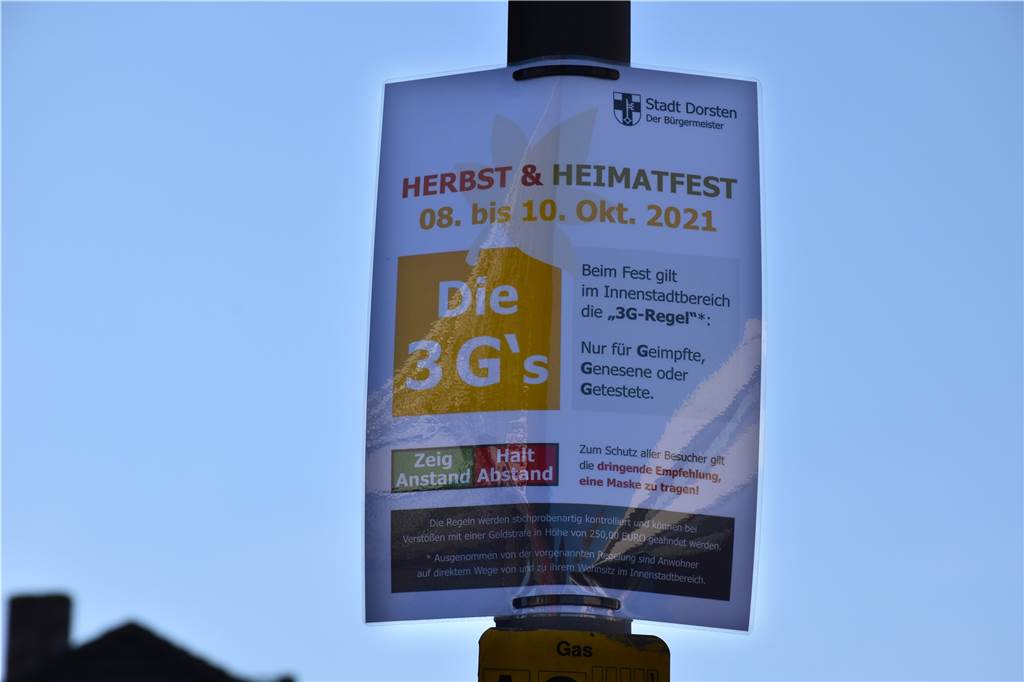 Stadt Dorsten
Der Bürgermeister
HERBST & HEIMATFEST
08. bis 10. Okt. 2021
Die
3G's
Beim Fest gilt
im Innenstadtbereich
die „3G-Regel"*:
Nur für Geimpfte,
Genesene oder
Getestete.
Zeig
Anstand
Halt
Abstand
Zum Schutz aller Besucher gilt
die dringende Empfehlung,
eine Maske zu tragen!
Die Regeln werden stichprobenartig kontrolliert und können bei
Verstößen mit einer Geldstrafe in Höhe von 250,00 EURO geahndet werden.
* Ausgenommen von der vorgenannten Regelung sind Anwohner
auf direktem Wege von und zu ihrem Wohnsitz im Innenstadtbereich.
Gas